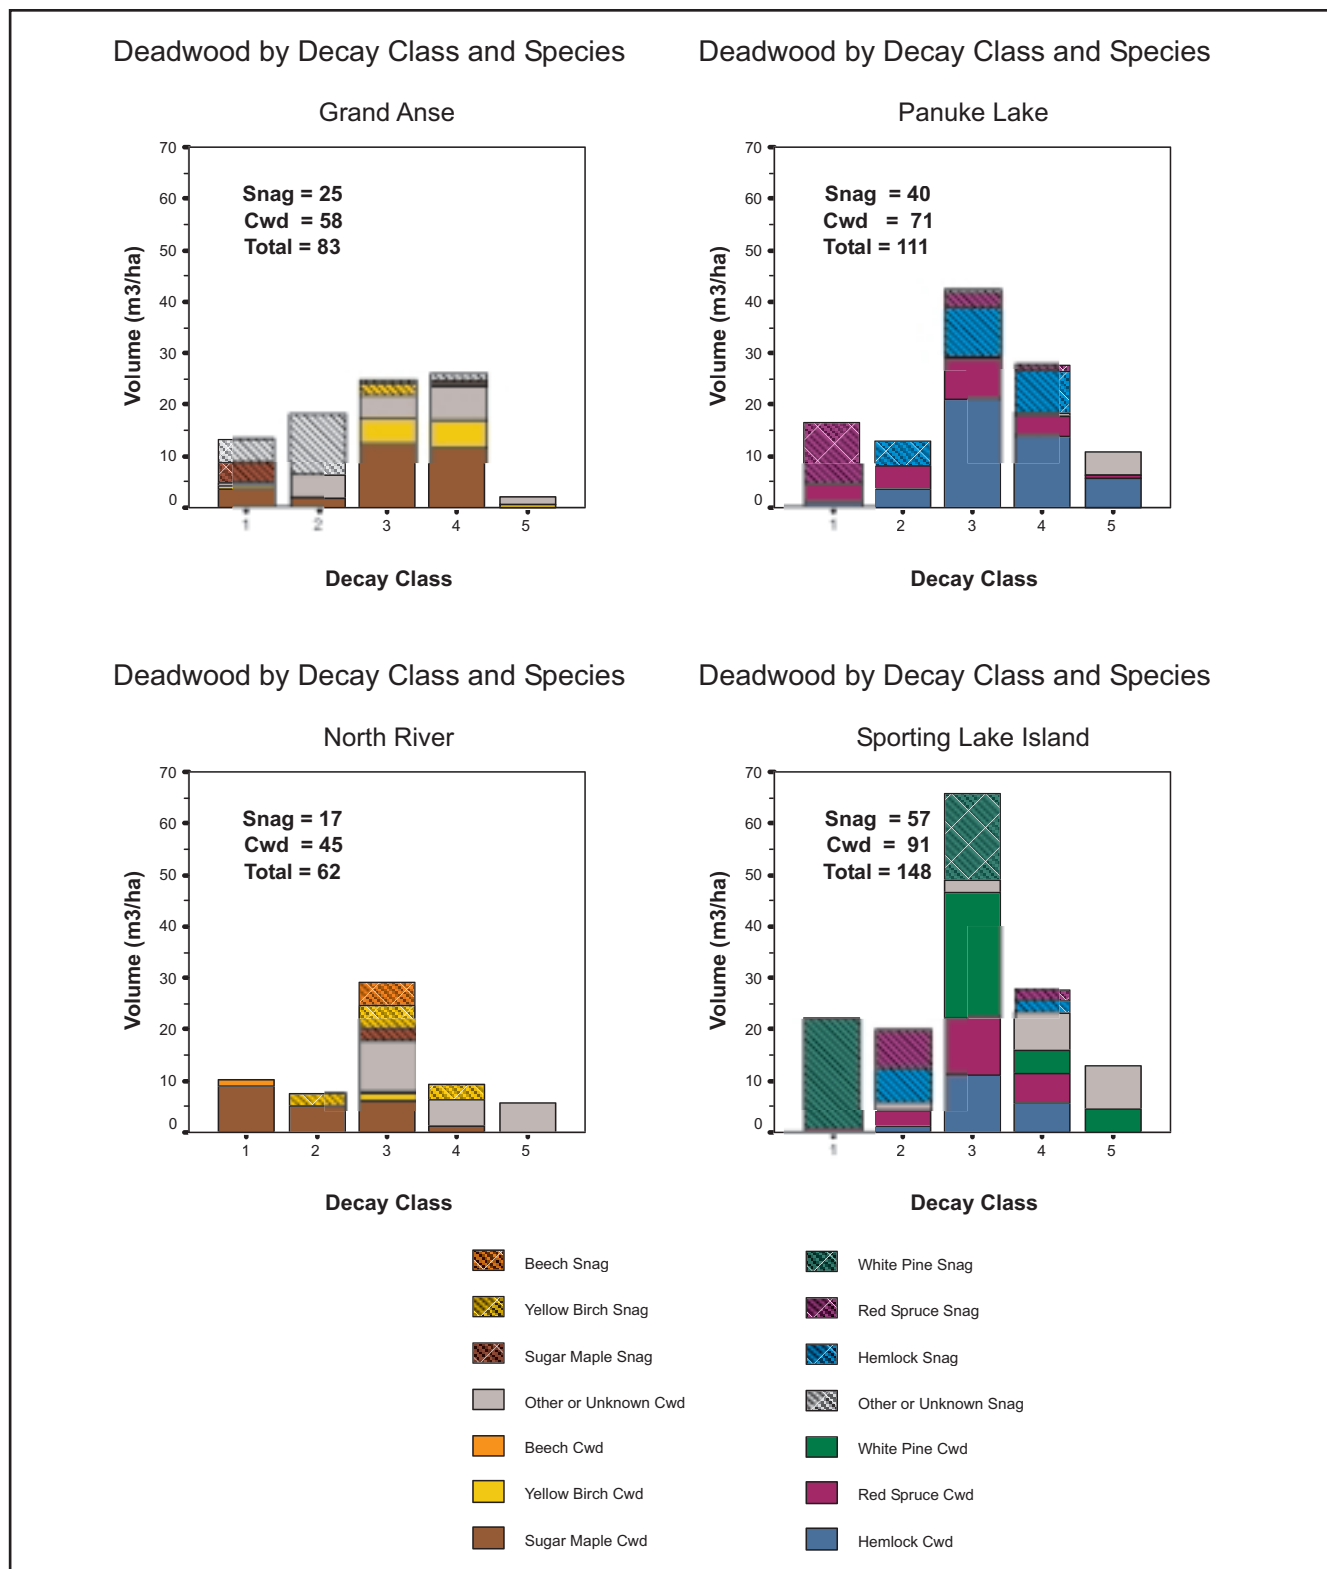 Deadwood by Decay Class and Species
Grand Anse
70
60
50
40
30
20
10
0
Volume (m3/ha)
Snag = 25
Cwd = 58
Total = 83
1 2 3 4 5
Decay Class
Deadwood by Decay Class and Species
Panuke Lake
70
60
50
40
30
20
10
0
Volume (m3/ha)
Snag = 40
Cwd = 71
Total = 111
1 2 3 4 5
Decay Class
Deadwood by Decay Class and Species
North River
70
60
50
40
30
20
10
0
Volume (m3/ha)
Snag = 17
Cwd = 45
Total = 62
1 2 3 4 5
Decay Class
Deadwood by Decay Class and Species
Sporting Lake Island
70
60
50
40
30
20
10
0
Volume (m3/ha)
Snag = 57
Cwd = 91
Total = 148
1 2 3 4 5
Decay Class
Beech Snag
Yellow Birch Snag
Sugar Maple Snag
Other or Unknown Cwd
Beech Cwd
Yellow Birch Cwd
Sugar Maple Cwd
White Pine Snag
Red Spruce Snag
Hemlock Snag
Other or Unknown Snag
White Pine Cwd
Red Spruce Cwd
Hemlock Cwd